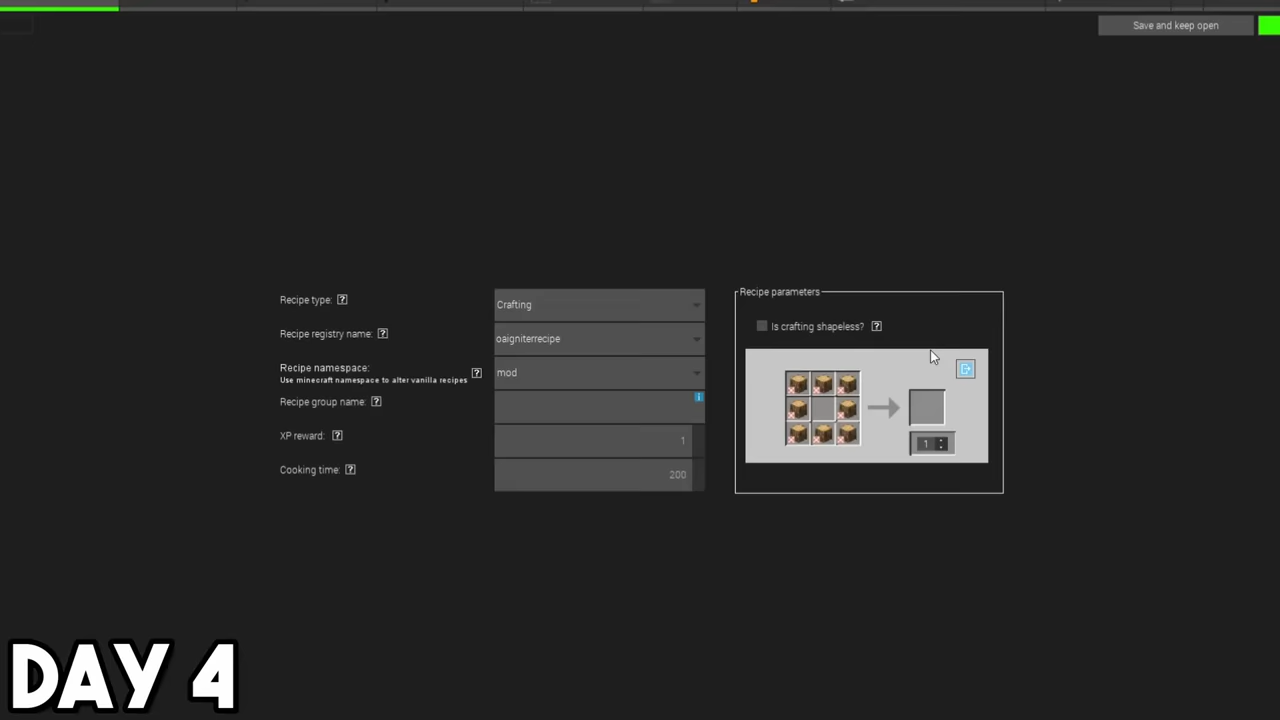 Save and keep open
Recipe type: ?
Crafting
Recipe registry name: ?
oaigniterrecipe
Recipe namespace:
Use minecraft namespace to alter vanilla recipes ?
mod
Recipe group name: ?
i
XP reward: ?
1
Cooking time: ?
200
Recipe parameters
Is crafting shapeless? ?
1
DAY 4